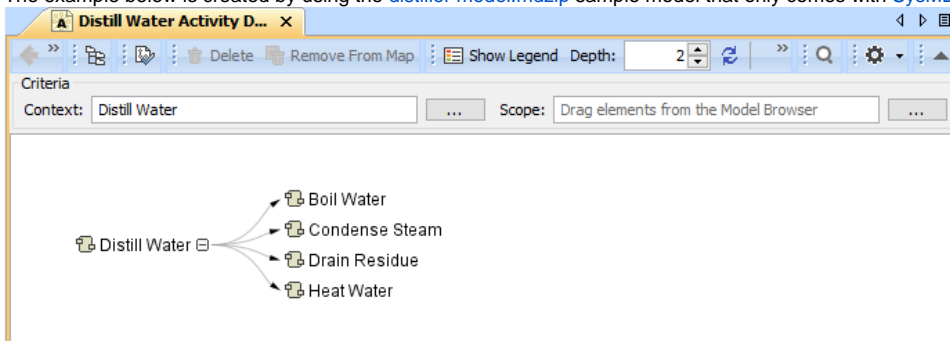 The example below is created by using the distiller model.mdzip sample model that only comes with SysML
A Distill Water Activity D... ×
» Delete Remove From Map Show Legend Depth: 2 »
Criteria
Context: Distill Water ... Scope: Drag elements from the Model Browser ...
Boil Water
Condense Steam
Distill Water
Drain Residue
Heat Water